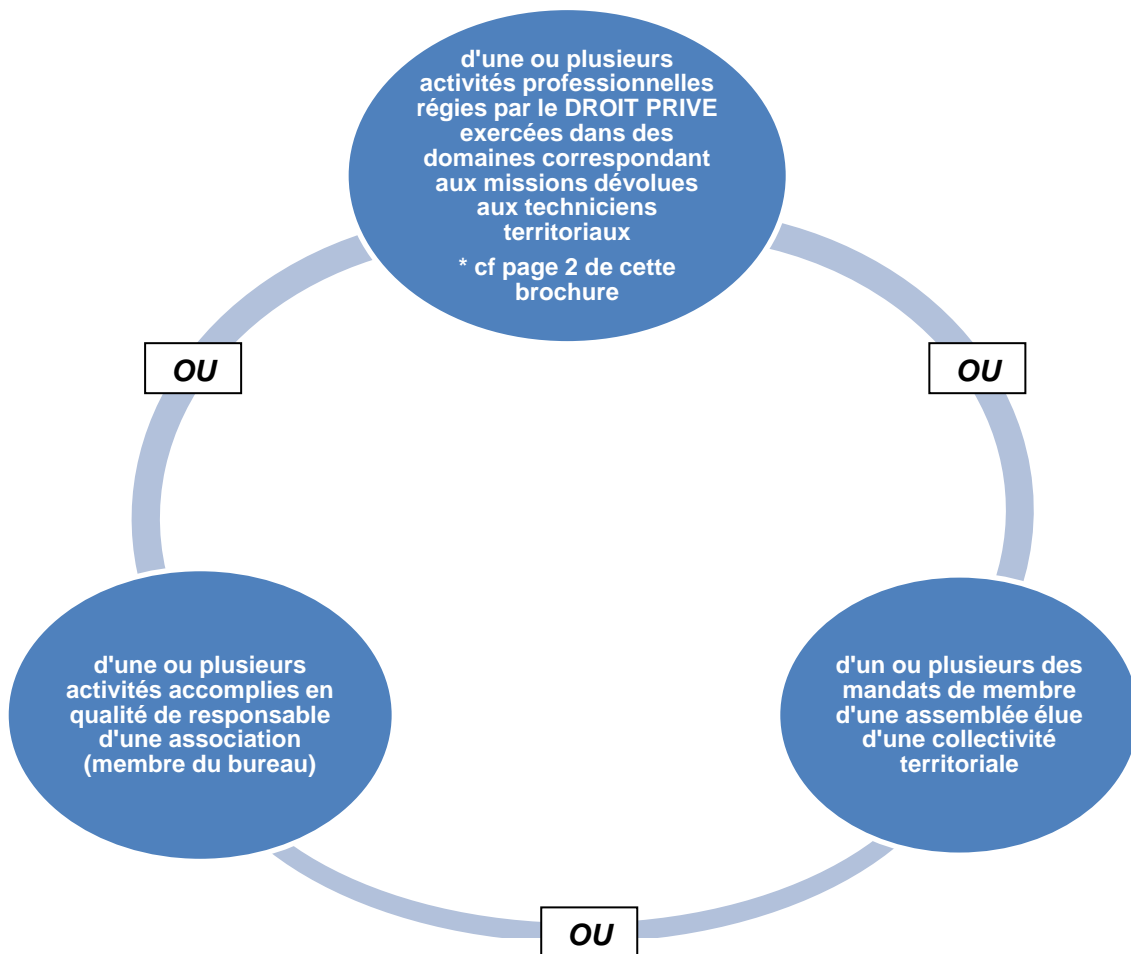 d'une ou plusieurs
activités professionnelles
régies par le DROIT PRIVE
exercées dans des
domaines correspondant
aux missions dévolues
aux techniciens
territoriaux
* cf page 2 de cette
brochure
OU
OU
d'une ou plusieurs
activités accomplies en
qualité de responsable
d'une association
(membre du bureau)
d'un ou plusieurs des
mandats de membre
d'une assemblée élue
d'une collectivité
territoriale
OU